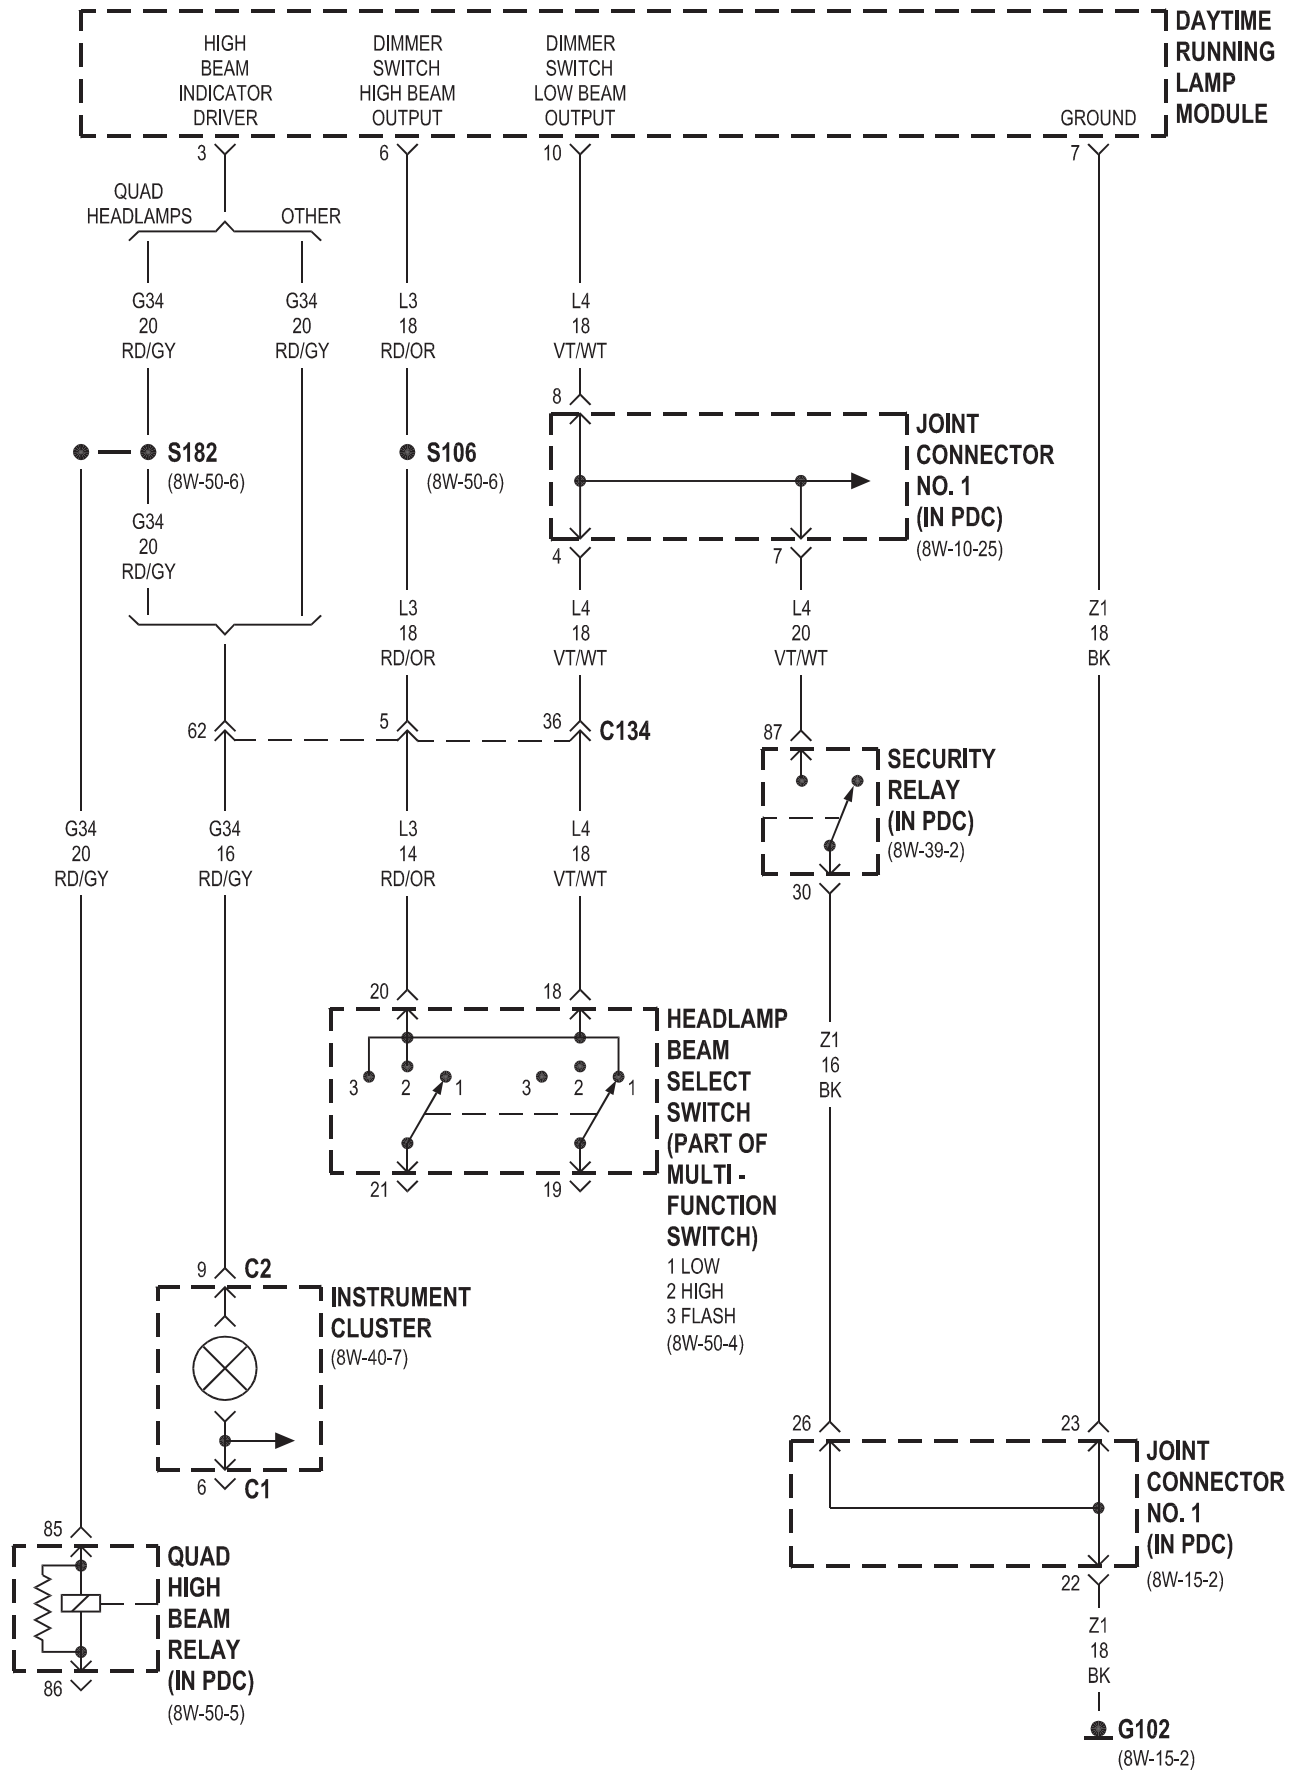 DAYTIME
RUNNING
LAMP
MODULE
HIGH
BEAM
INDICATOR
DRIVER
DIMMER
SWITCH
HIGH BEAM
OUTPUT
DIMMER
SWITCH
LOW BEAM
OUTPUT
GROUND
3
6
10
7
QUAD
HEADLAMPS
OTHER
G34
20
RD/GY
G34
20
RD/GY
L3
18
RD/OR
L4
18
VT/WT
8
JOINT
CONNECTOR
NO. 1
(IN PDC)
(8W-10-25)
S182
(8W-50-6)
S106
(8W-50-6)
G34
20
RD/GY
4
7
L3
18
RD/OR
L4
18
VT/WT
L4
20
VT/WT
Z1
18
BK
62
5
36
C134
87
SECURITY
RELAY
(IN PDC)
(8W-39-2)
30
G34
20
RD/GY
G34
16
RD/GY
L3
14
RD/OR
L4
18
VT/WT
20
18
HEADLAMP
BEAM
SELECT
SWITCH
(PART OF
MULTI -
FUNCTION
SWITCH)
1 LOW
2 HIGH
3 FLASH
(8W-50-4)
3
2
1
3
2
1
21
19
Z1
16
BK
9
C2
INSTRUMENT
CLUSTER
(8W-40-7)
6
C1
26
23
JOINT
CONNECTOR
NO. 1
(IN PDC)
(8W-15-2)
22
85
QUAD
HIGH
BEAM
RELAY
(IN PDC)
(8W-50-5)
86
Z1
18
BK
G102
(8W-15-2)